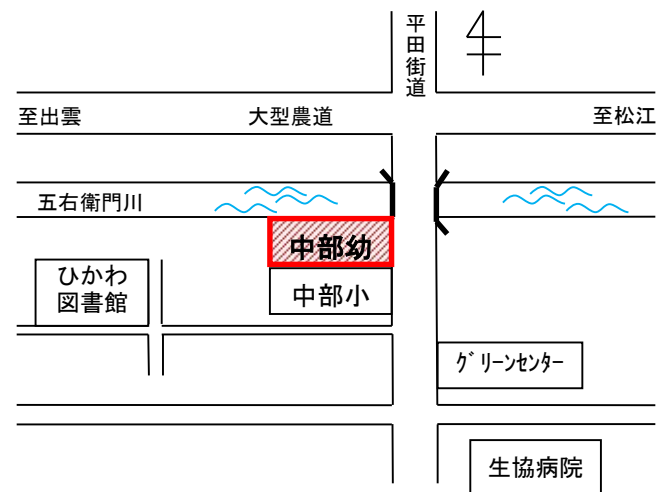 平田街道
至出雲
大型農道
至松江
五右衛門川
中部幼
ひかわ
図書館
中部小
ｸﾞﾘｰﾝｾﾝﾀｰ
生協病院